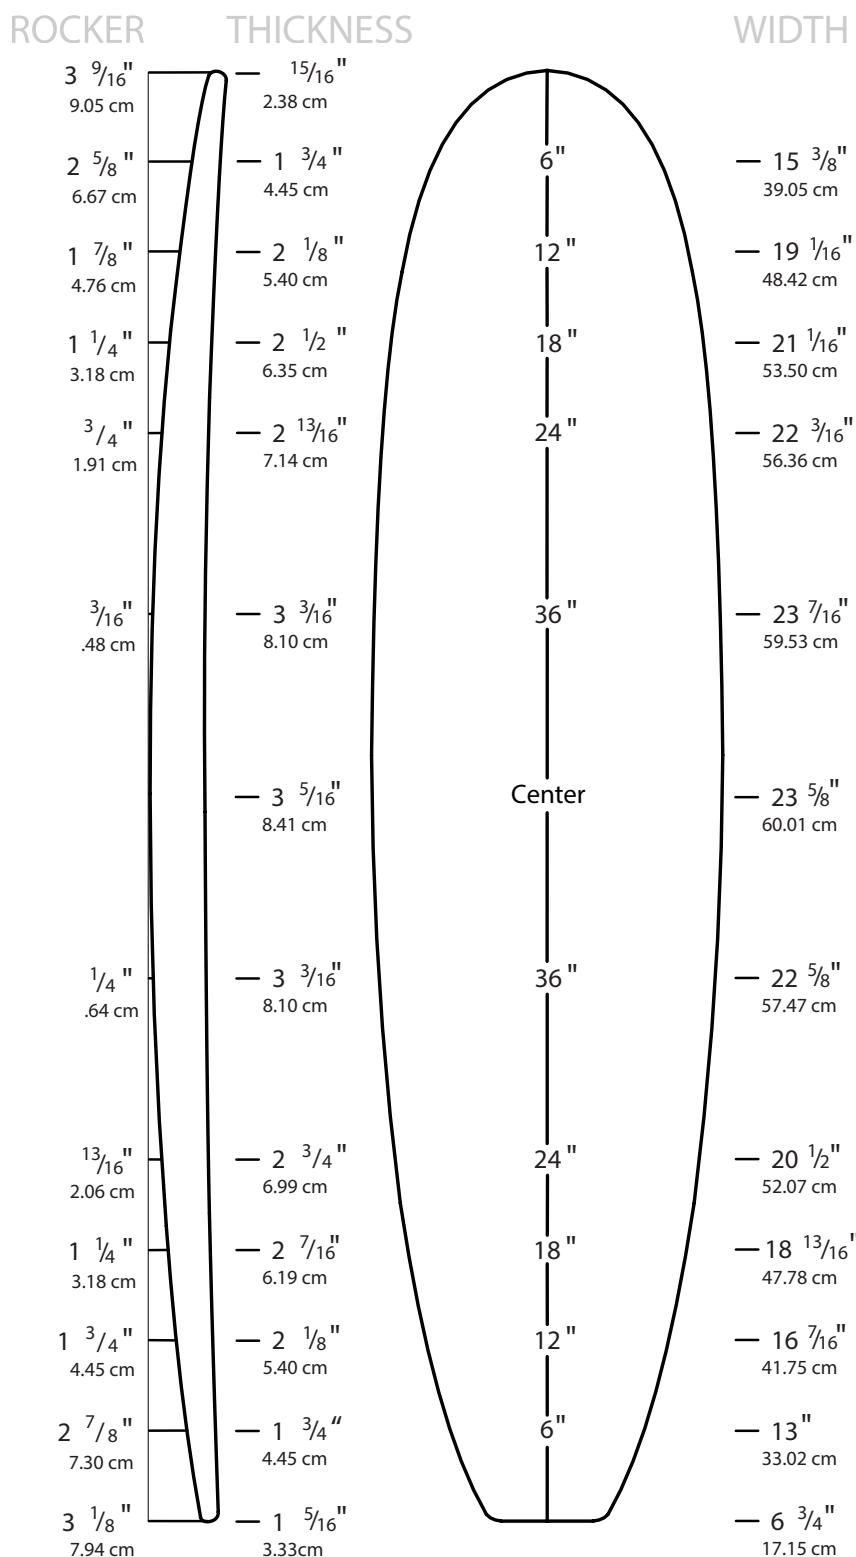 ROCKER THICKNESS WIDTH
3 9/16" 15/16"
9.05 cm 2.38 cm
2 5/8" 1 3/4" 6" 15 3/8"
6.67 cm 4.45 cm 39.05 cm
1 7/8" 2 1/8" 12" 19 1/16"
4.76 cm 5.40 cm 48.42 cm
1 1/4" 2 1/2" 18" 21 1/16"
3.18 cm 6.35 cm 53.50 cm
3/4" 2 13/16" 24" 22 3/16"
1.91 cm 7.14 cm 56.36 cm
3/16" 3 3/16" 36" 23 7/16"
.48 cm 8.10 cm 59.53 cm
3 5/16" Center 23 5/8"
8.41 cm 60.01 cm
1/4" 3 3/16" 36" 22 5/8"
.64 cm 8.10 cm 57.47 cm
13/16" 2 3/4" 24" 20 1/2"
2.06 cm 6.99 cm 52.07 cm
1 1/4" 2 7/16" 18" 18 13/16"
3.18 cm 6.19 cm 47.78 cm
1 3/4" 2 1/8" 12" 16 7/16"
4.45 cm 5.40 cm 41.75 cm
2 7/8" 1 3/4“ 6" 13"
7.30 cm 4.45 cm 33.02 cm
3 1/8" 1 5/16" 6 3/4"
7.94 cm 3.33cm 17.15 cm